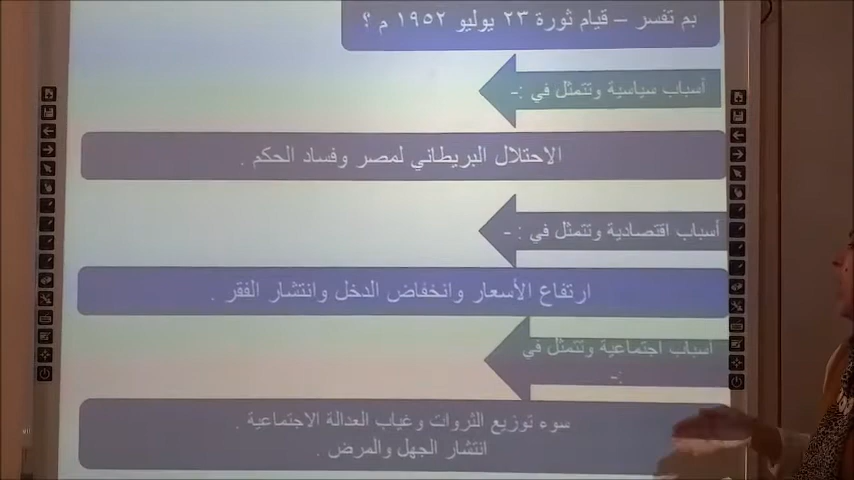 بم تفسر – قيام ثورة ٢٣ يوليو ١٩٥٢ م ؟
أسباب سياسية وتتمثل في :-
الاحتلال البريطاني لمصر وفساد الحكم .
أسباب اقتصادية وتتمثل في : -
ارتفاع الأسعار وانخفاض الدخل وانتشار الفقر .
أسباب اجتماعية وتتمثل في
:-
سوء توزيع الثروات وغياب العدالة الاجتماعية .
انتشار الجهل والمرض .